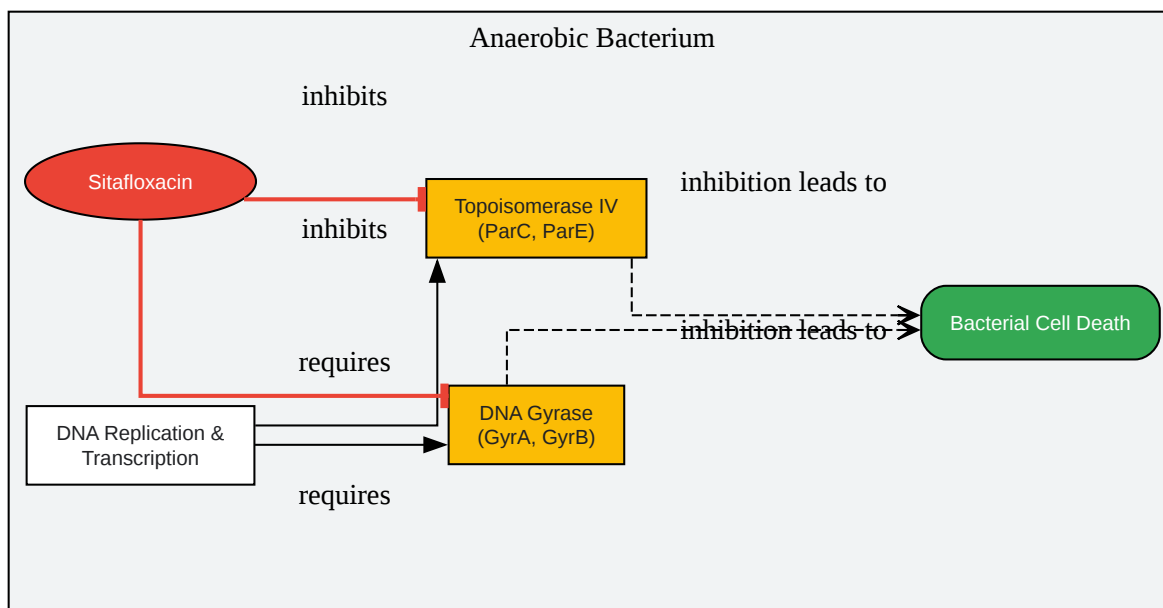 Anaerobic Bacterium
inhibits
Sitafloxacin
inhibition leads to
Topoisomerase IV
(ParC, ParE)
inhibits
Bacterial Cell Death
inhibition leads to
requires
DNA Gyrase
(GyrA, GyrB)
DNA Replication &
Transcription
requires